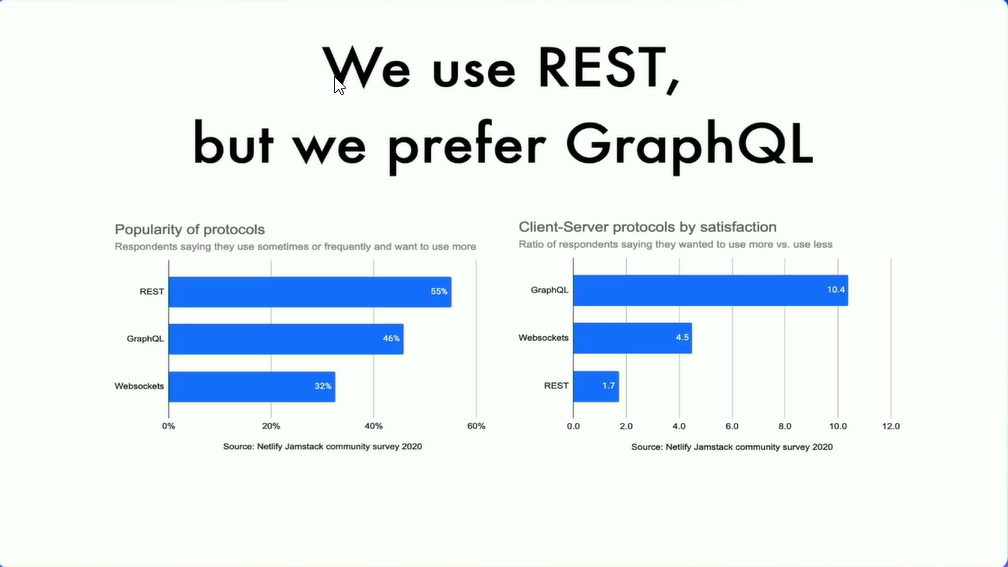 We use REST,
but we prefer GraphQL
Popularity of protocols
Respondents saying they use sometimes or frequently and want to use more
REST
55%
GraphQL
46%
Websockets
32%
0%
20%
40%
60%
Source: Netlify Jamstack community survey 2020
Client-Server protocols by satisfaction
Ratio of respondents saying they wanted to use more vs. use less
GraphQL
10.4
Websockets
4.5
REST
1.7
0.0
2.0
4.0
6.0
8.0
10.0
12.0
Source: Netlify Jamstack community survey 2020